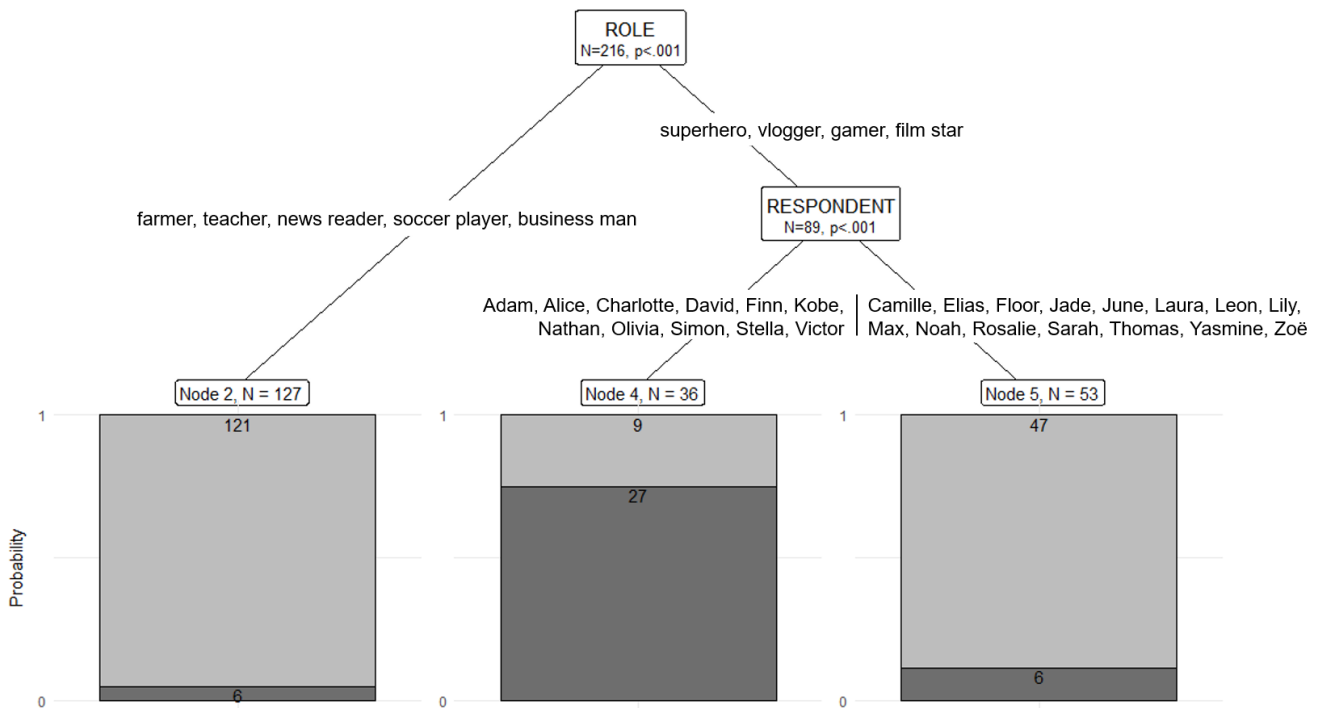 ROLE
N=216, p<.001
superhero, vlogger, gamer, film star
farmer, teacher, news reader, soccer player, business man
RESPONDENT
N=89, p<.001
Adam, Alice, Charlotte, David, Finn, Kobe,
Nathan, Olivia, Simon, Stella, Victor
Camille, Elias, Floor, Jade, June, Laura, Leon, Lily,
Max, Noah, Rosalie, Sarah, Thomas, Yasmine, Zoë
Node 2, N = 127
Node 4, N = 36
Node 5, N = 53
1
121
6
0
1
9
27
0
1
47
6
0
Probability